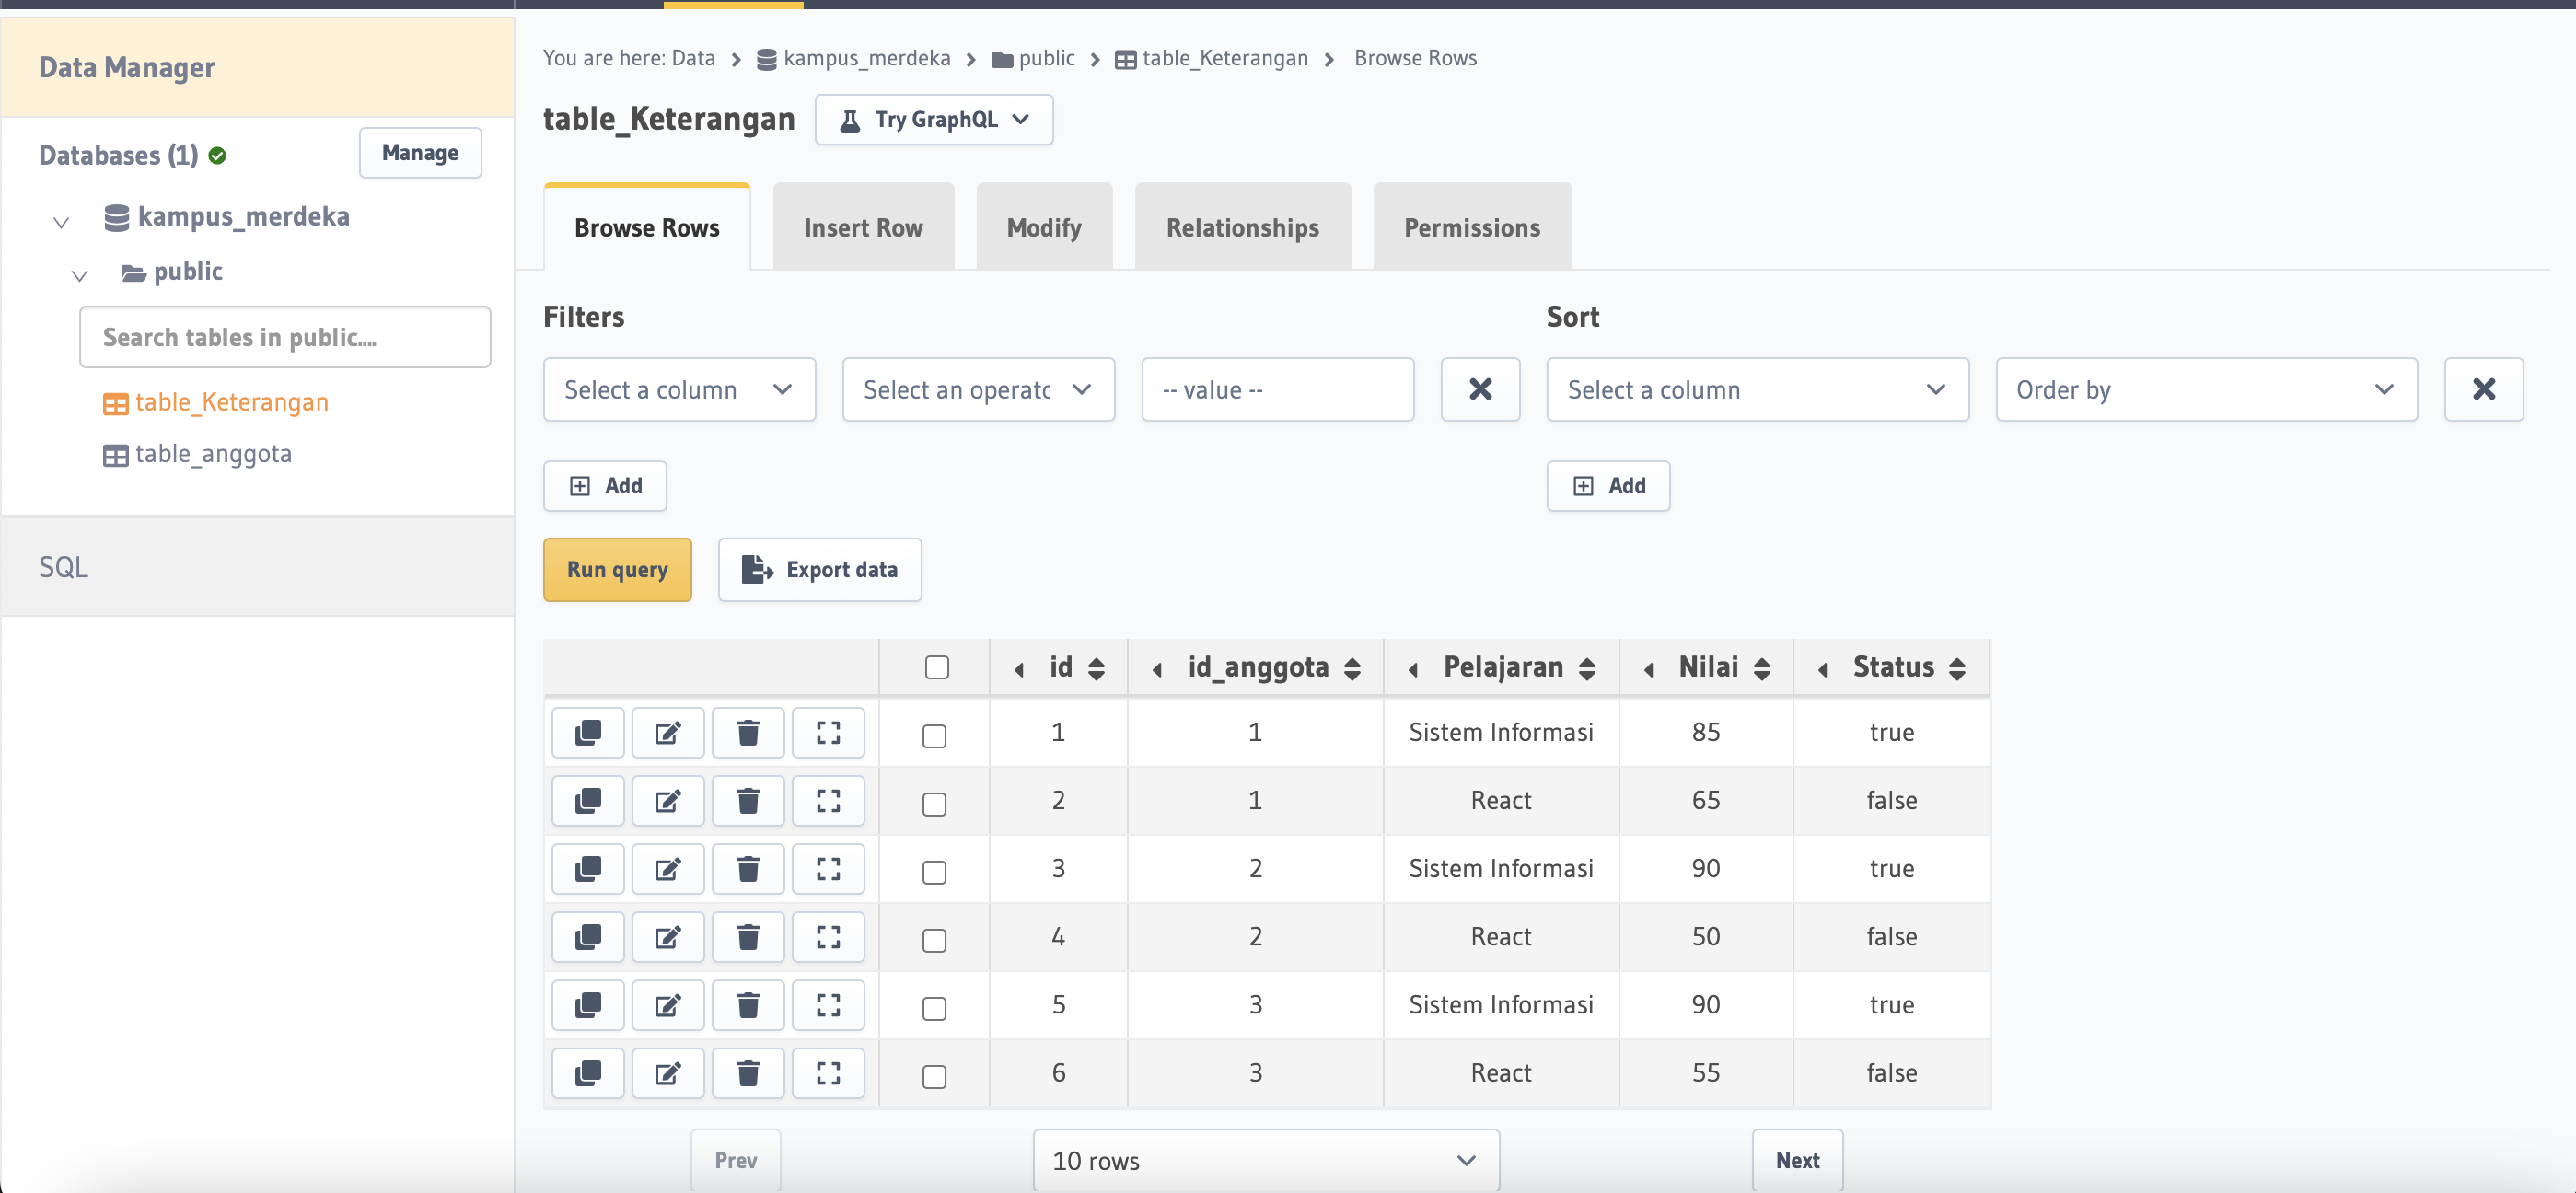 Data Manager
Databases (1)
Manage
kampus_merdeka
public
Search tables in public....
table_Keterangan
table_anggota
SQL
You are here: Data > kampus_merdeka > public > table_Keterangan > Browse Rows
table_Keterangan
Try GraphQL
Browse Rows Insert Row Modify Relationships Permissions
Filters
Select a column Select an operatc -- value --
Add
Sort
Select a column Order by
Add
Run query Export data
id id_anggota Pelajaran Nilai Status
1 1 Sistem Informasi 85 true
2 1 React 65 false
3 2 Sistem Informasi 90 true
4 2 React 50 false
5 3 Sistem Informasi 90 true
6 3 React 55 false
Prev 10 rows Next